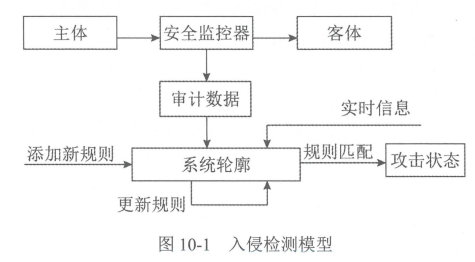 主体
安全监控器
客体
审计数据
实时信息
添加新规则
系统轮廓
规则匹配
攻击状态
更新规则
图 10-1 入侵检测模型